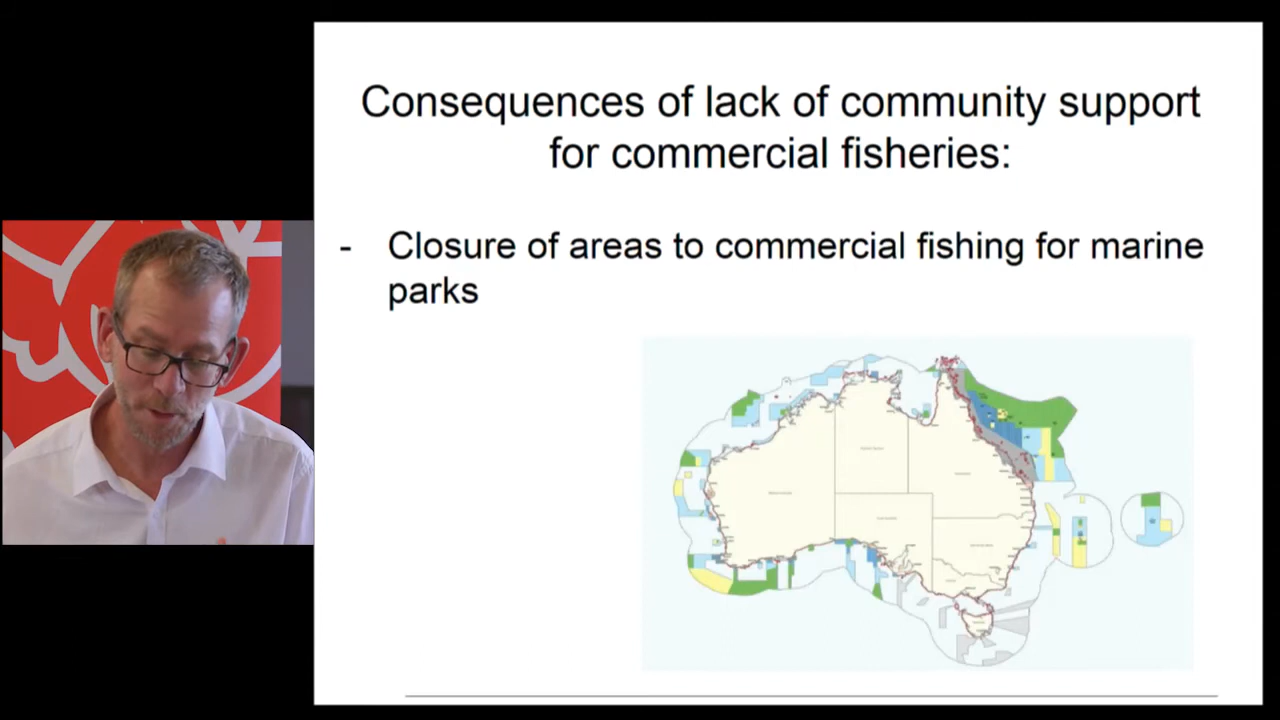 Consequences of lack of community support
for commercial fisheries:
- Closure of areas to commercial fishing for marine
parks